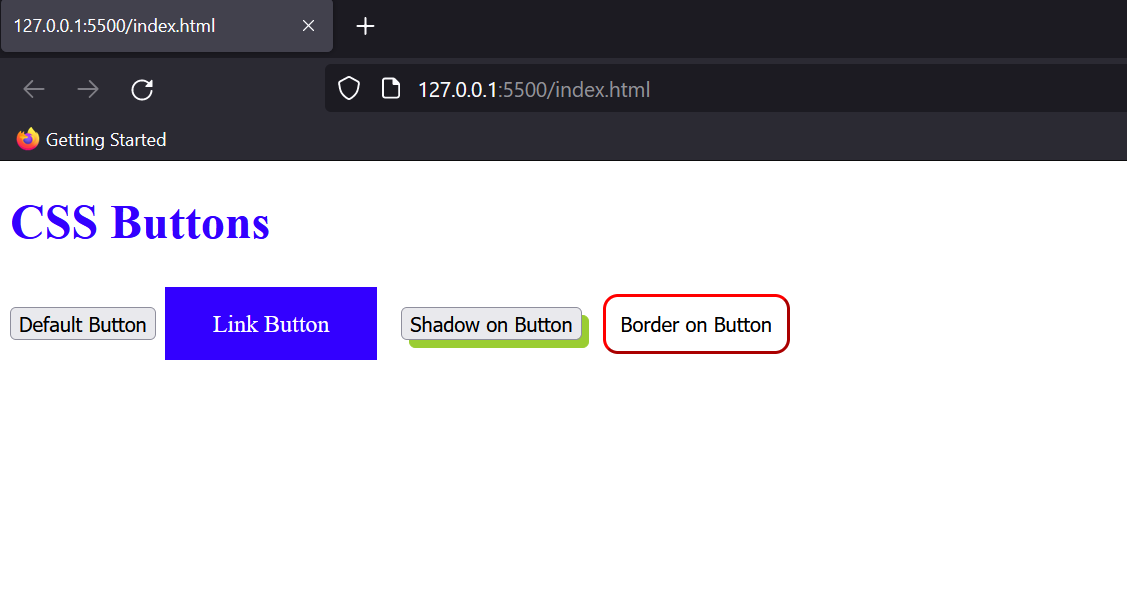 127.0.0.1:5500/index.html
127.0.0.1:5500/index.html
Getting Started
CSS Buttons
Default Button Link Button Shadow on Button Border on Button